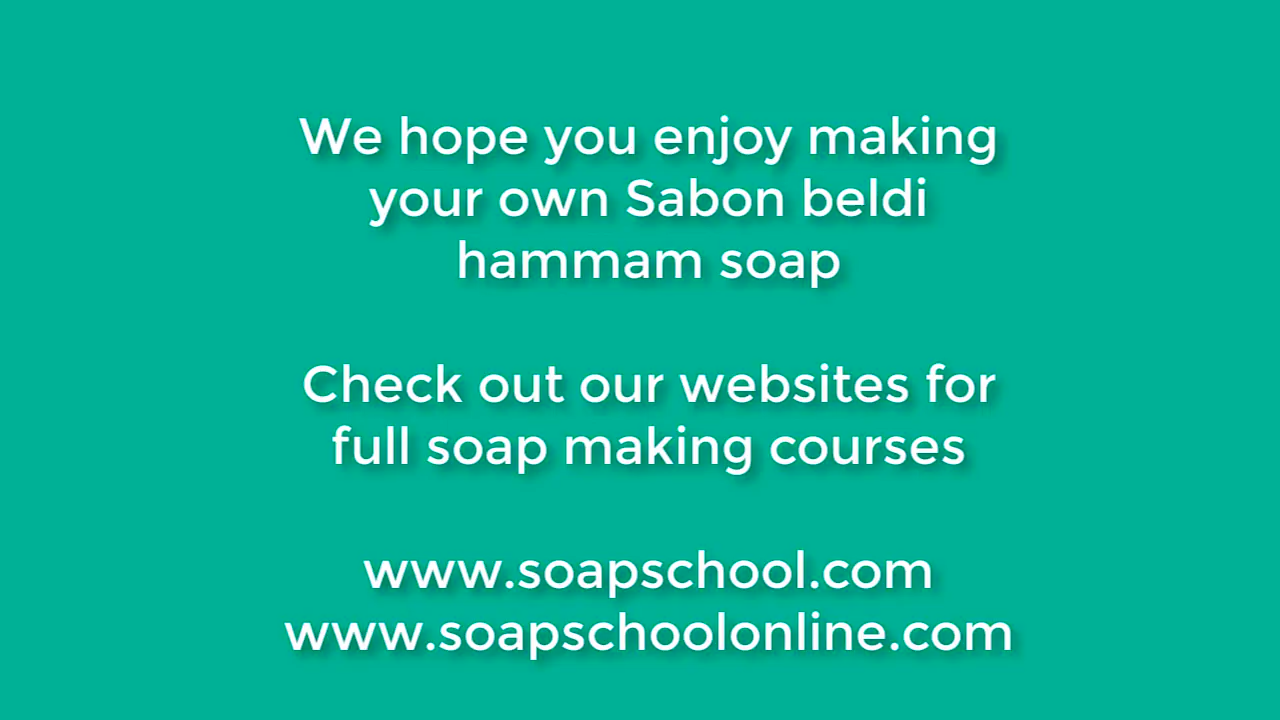 We hope you enjoy making
your own Sabon beldi
hammam soap
Check out our websites for
full soap making courses
www.soapschool.com
www.soapschoolonline.com